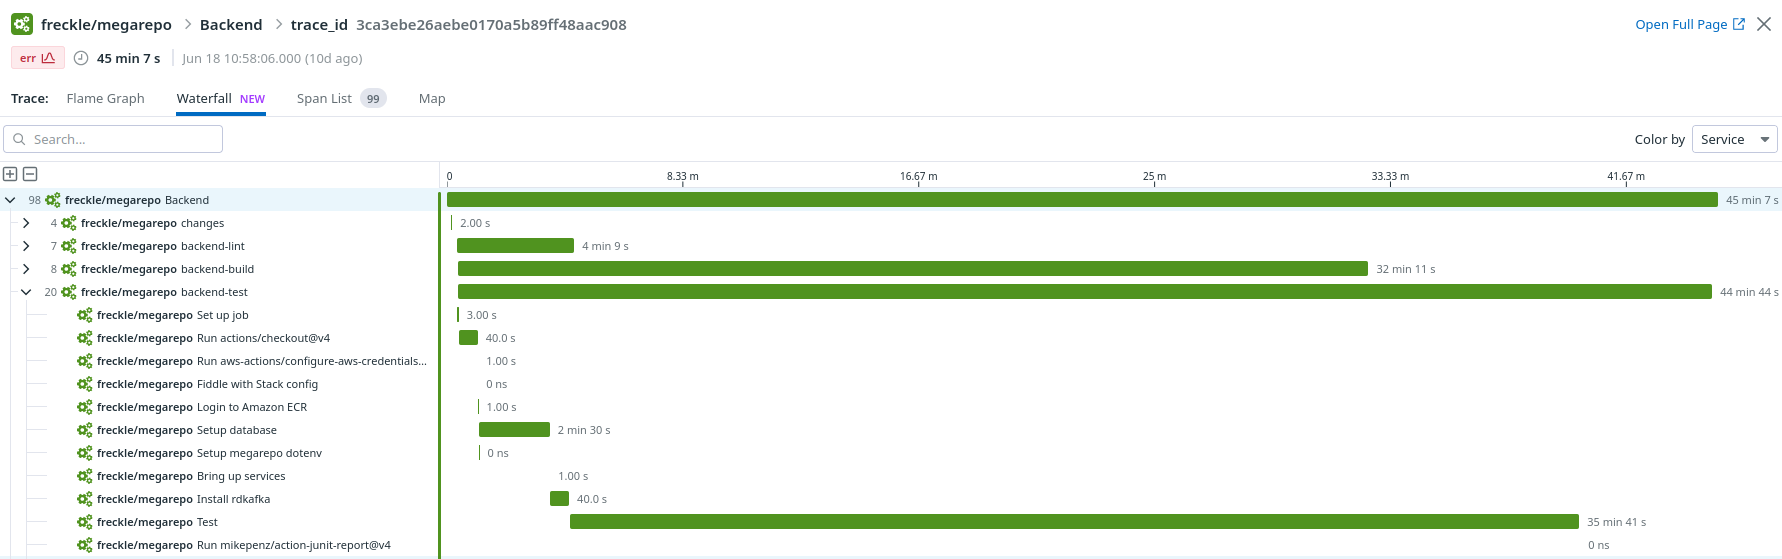 freckle/megarepo > Backend > trace_id 3ca3ebe26aebe0170a5b89ff48aac908 Open Full Page
err 45 min 7 s Jun 18 10:58:06.000 (10d ago)
Trace: Flame Graph Waterfall NEW Span List 99 Map
Search... Color by Service
0 8.33 m 16.67 m 25 m 33.33 m 41.67 m
98 freckle/megarepo Backend 45 min 7 s
4 freckle/megarepo changes 2.00 s
7 freckle/megarepo backend-lint 4 min 9 s
8 freckle/megarepo backend-build 32 min 11 s
20 freckle/megarepo backend-test 44 min 44 s
freckle/megarepo Set up job 3.00 s
freckle/megarepo Run actions/checkout@v4 40.0 s
freckle/megarepo Run aws-actions/configure-aws-credentials... 1.00 s
freckle/megarepo Fiddle with Stack config 0 ns
freckle/megarepo Login to Amazon ECR 1.00 s
freckle/megarepo Setup database 2 min 30 s
freckle/megarepo Setup megarepo dotenv 0 ns
freckle/megarepo Bring up services 1.00 s
freckle/megarepo Install rdkafka 40.0 s
freckle/megarepo Test 35 min 41 s
freckle/megarepo Run mikepenz/action-junit-report@v4 0 ns